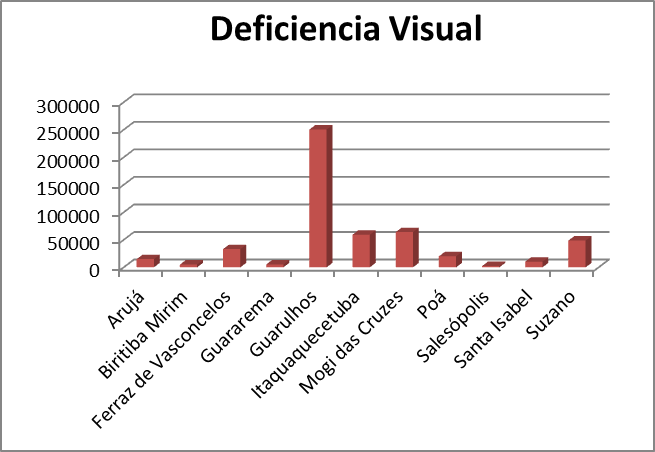 Deficiencia Visual
300000
250000
200000
150000
100000
50000
0
Arujá
Biritiba Mirim
Ferraz de Vasconcelos
Guararema
Guarulhos
Itaquaquecetuba
Mogi das Cruzes
Poá
Salesópolis
Santa Isabel
Suzano